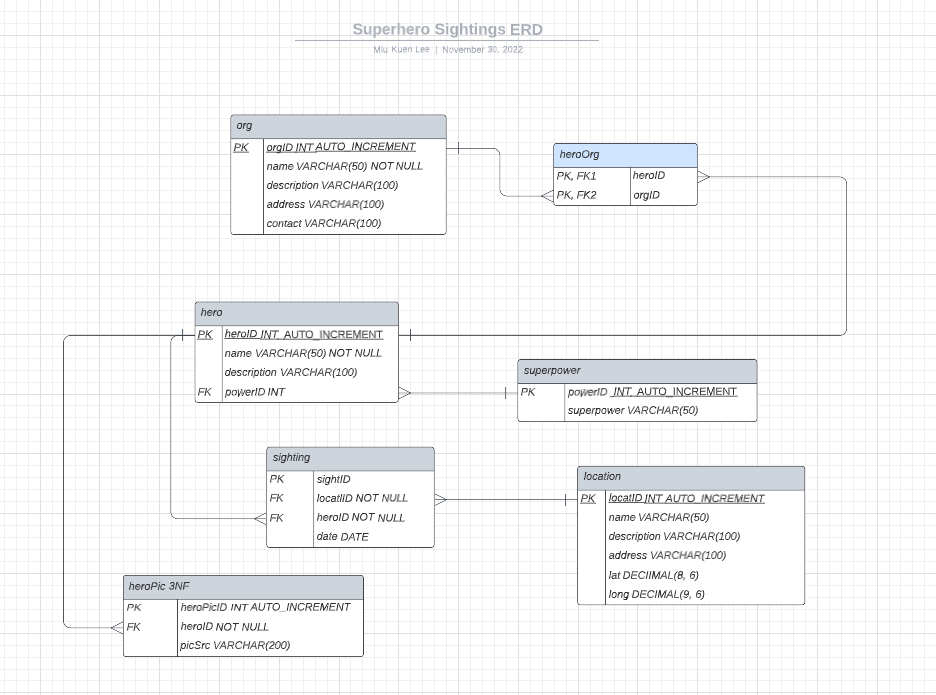 Superhero Sightings ERD
Miu Kuen Lee | November 30, 2022
org
PK orgID INT AUTO_INCREMENT
name VARCHAR(50) NOT NULL
description VARCHAR(100)
address VARCHAR(100)
contact VARCHAR(100)
heroOrg
PK, FK1 heroID
PK, FK2 orgID
hero
PK heroID INT AUTO_INCREMENT
name VARCHAR(50) NOT NULL
description VARCHAR(100)
FK powerID INT
superpower
PK powerID INT AUTO_INCREMENT
superpower VARCHAR(50)
sighting
PK sightID
FK locatIID NOT NULL
FK heroID NOT NULL
date DATE
location
PK locatID INT AUTO_INCREMENT
name VARCHAR(50)
description VARCHAR(100)
address VARCHAR(100)
lat DECIIMAL(8, 6)
long DECIMAL(9, 6)
heroPic 3NF
PK heroPicID INT AUTO_INCREMENT
FK heroID NOT NULL
picSrc VARCHAR(200)